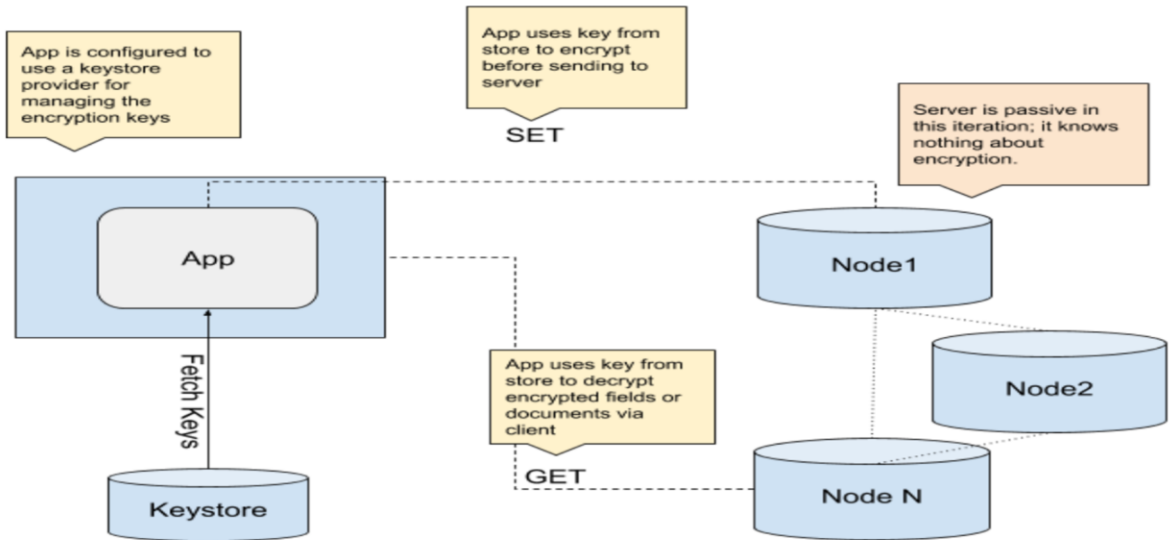 App is configured to
use a keystore
provider for
managing the
encryption keys
App uses key from
store to encrypt
before sending to
server
SET
Server is passive in
this iteration; it knows
nothing about
encryption.
App
Node1
Fetch Keys
App uses key from
store to decrypt
encrypted fields or
documents via
client
Node2
GET
Keystore
Node N